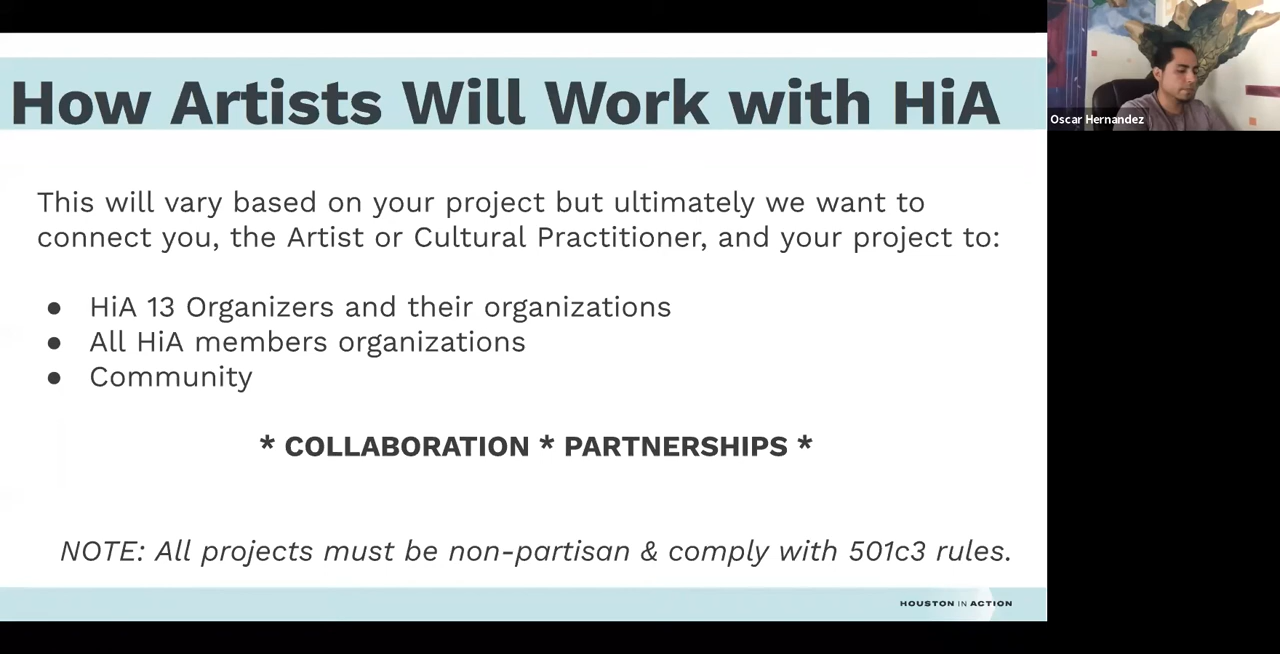 How Artists Will Work with HiA
Oscar Hernandez
This will vary based on your project but ultimately we want to
connect you, the Artist or Cultural Practitioner, and your project to:
● HiA 13 Organizers and their organizations
● All HiA members organizations
● Community
* COLLABORATION * PARTNERSHIPS *
NOTE: All projects must be non-partisan & comply with 501c3 rules.
HOUSTON IN ACTION